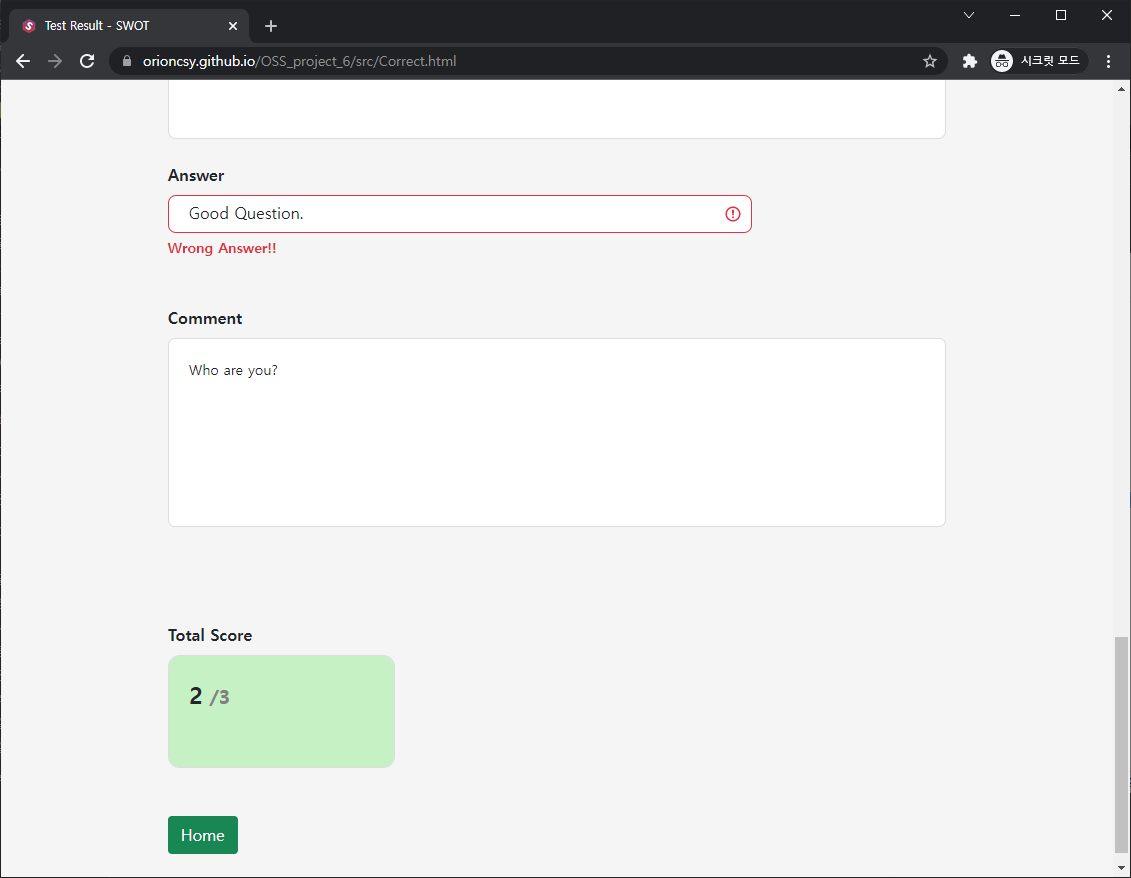 Test Result - SWOT
orioncsy.github.io/OSS_project_6/src/Correct.html
시크릿 모드
Answer
Good Question.
Wrong Answer!!
Comment
Who are you?
Total Score
2 /3
Home